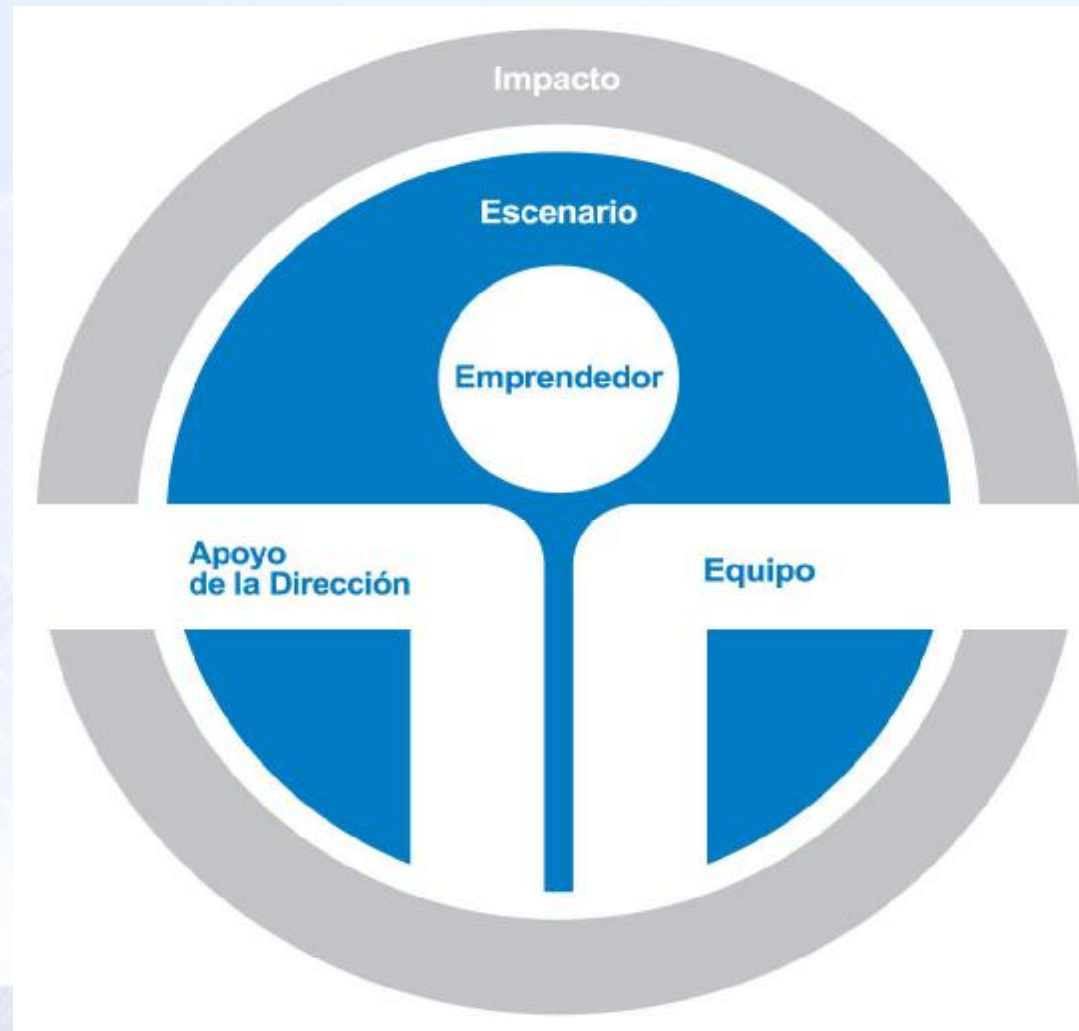 Impacto
Escenario
Emprendedor
Apoyo
de la Dirección
Equipo